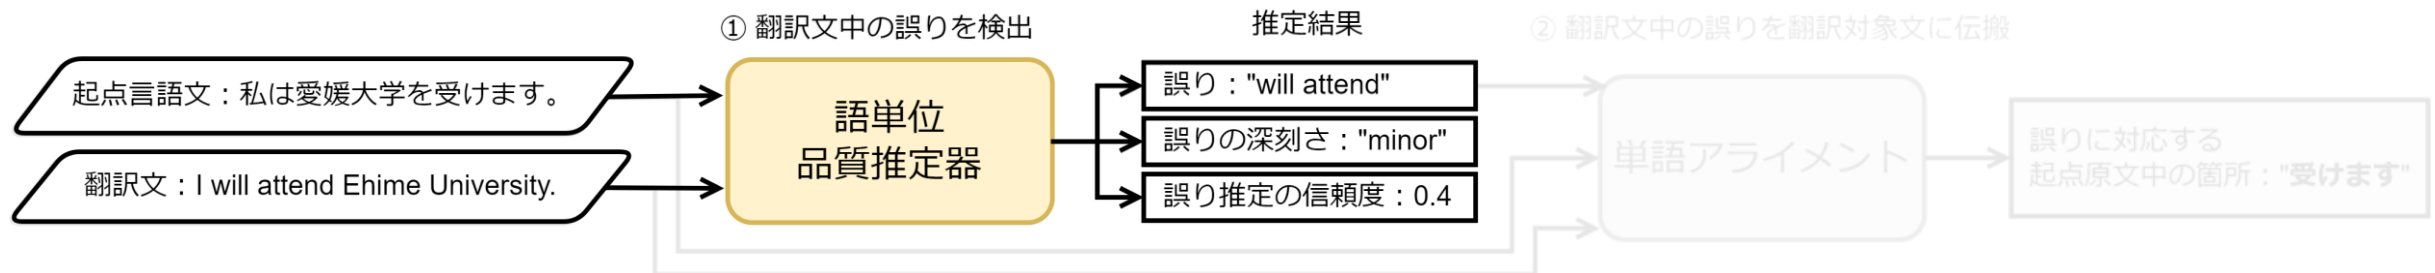 ① 翻訳文中の誤りを検出
推定結果
② 翻訳文中の誤りを翻訳対象文に伝搬
起点言語文：私は愛媛大学を受けます。
翻訳文：I will attend Ehime University.
語単位
品質推定器
誤り："will attend"
誤りの深刻さ："minor"
誤り推定の信頼度：0.4
単語アライメント
誤りに対応する
起点原文中の箇所："受けます"